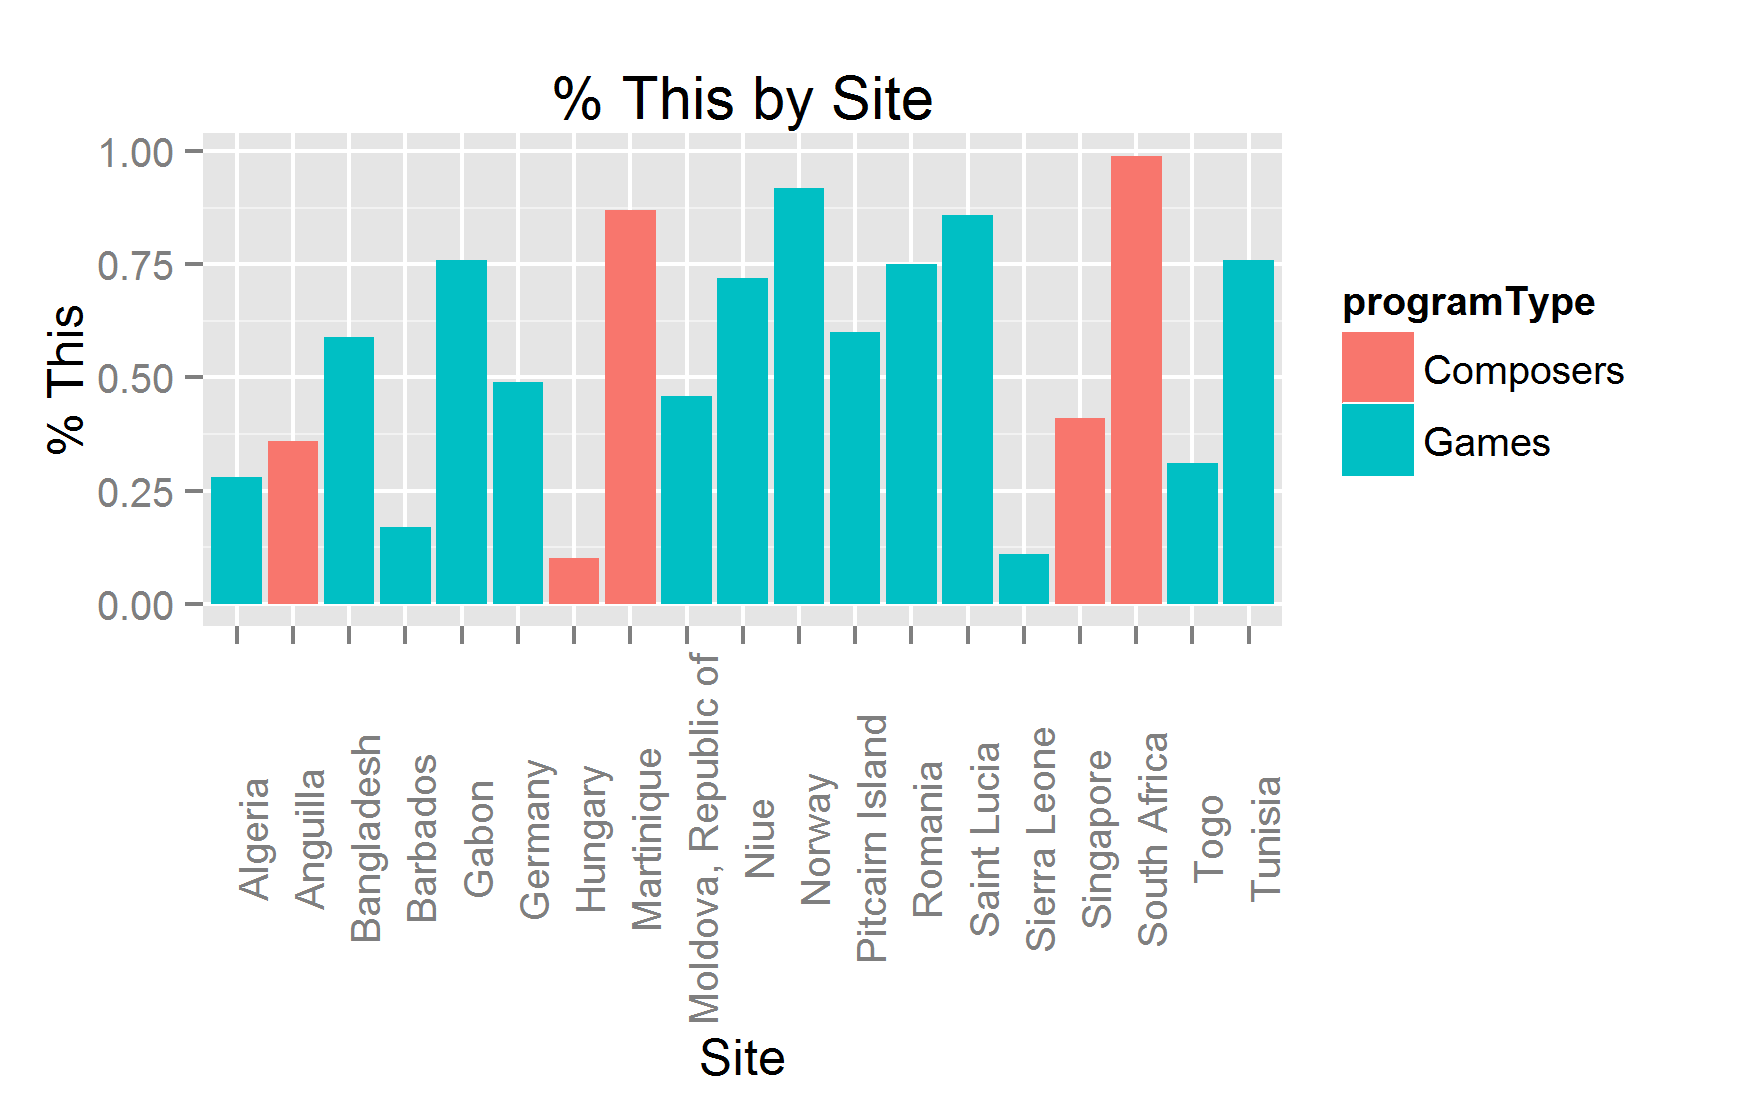 % This by Site
% This
1.00
0.75
0.50
0.25
0.00
Algeria
Anguilla
Bangladesh
Barbados
Gabon
Germany
Hungary
Martinique
Moldova, Republic of
Niue
Norway
Pitcairn Island
Romania
Saint Lucia
Sierra Leone
Singapore
South Africa
Togo
Tunisia
Site
programType
Composers
Games